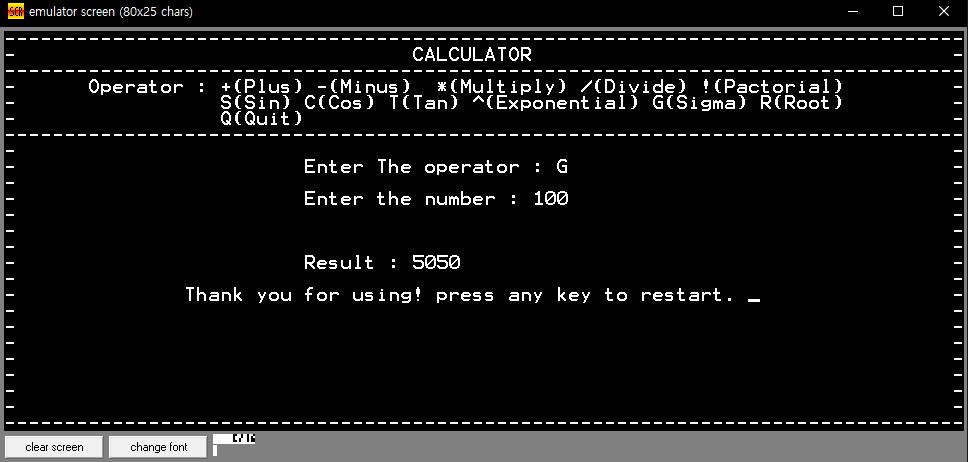 emulator screen (80x25 chars)
CALCULATOR
Operator : +(Plus) -(Minus) *(Multiply) /(Divide) !(Pactorial)
S(Sin) C(Cos) T(Tan) ^(Exponential) G(Sigma) R(Root)
Q(Quit)
Enter The operator : G
Enter the number : 100
Result : 5050
Thank you for using! press any key to restart. _
clear screen change font